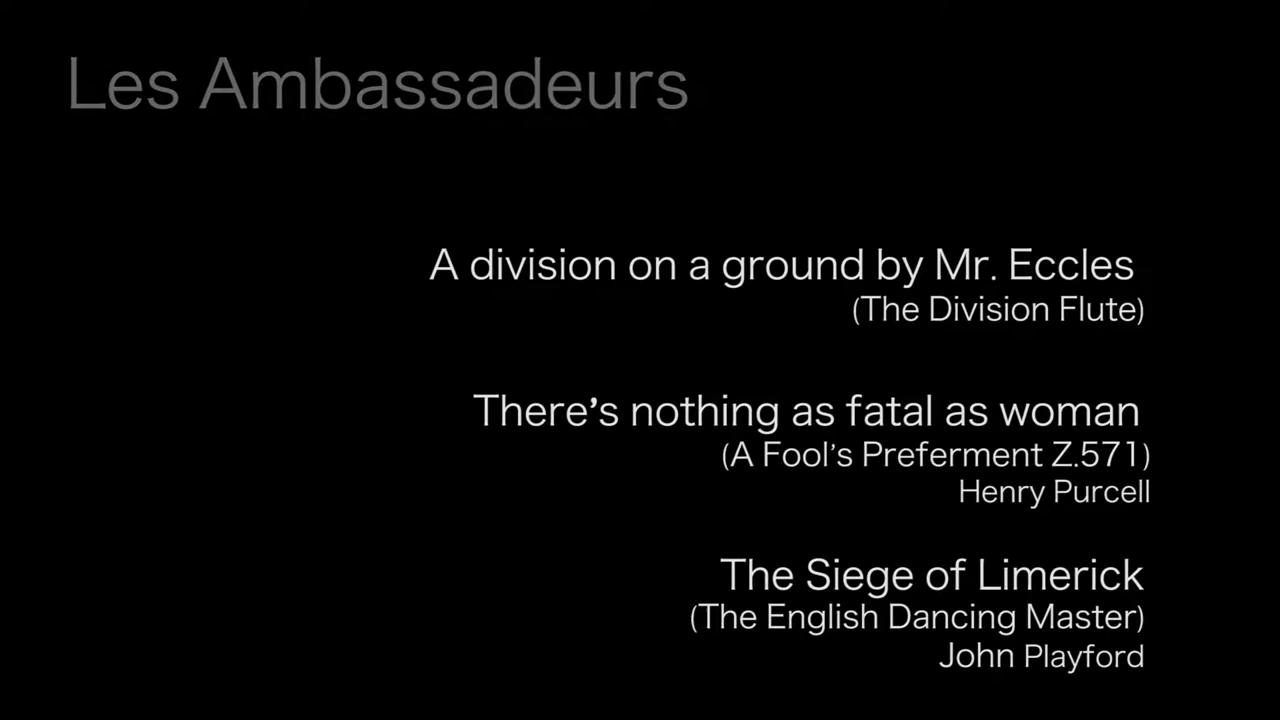 Les Ambassadeurs
A division on a ground by Mr. Eccles
(The Division Flute)
There's nothing as fatal as woman
(A Fool's Preferment Z.571)
Henry Purcell
The Siege of Limerick
(The English Dancing Master)
John Playford